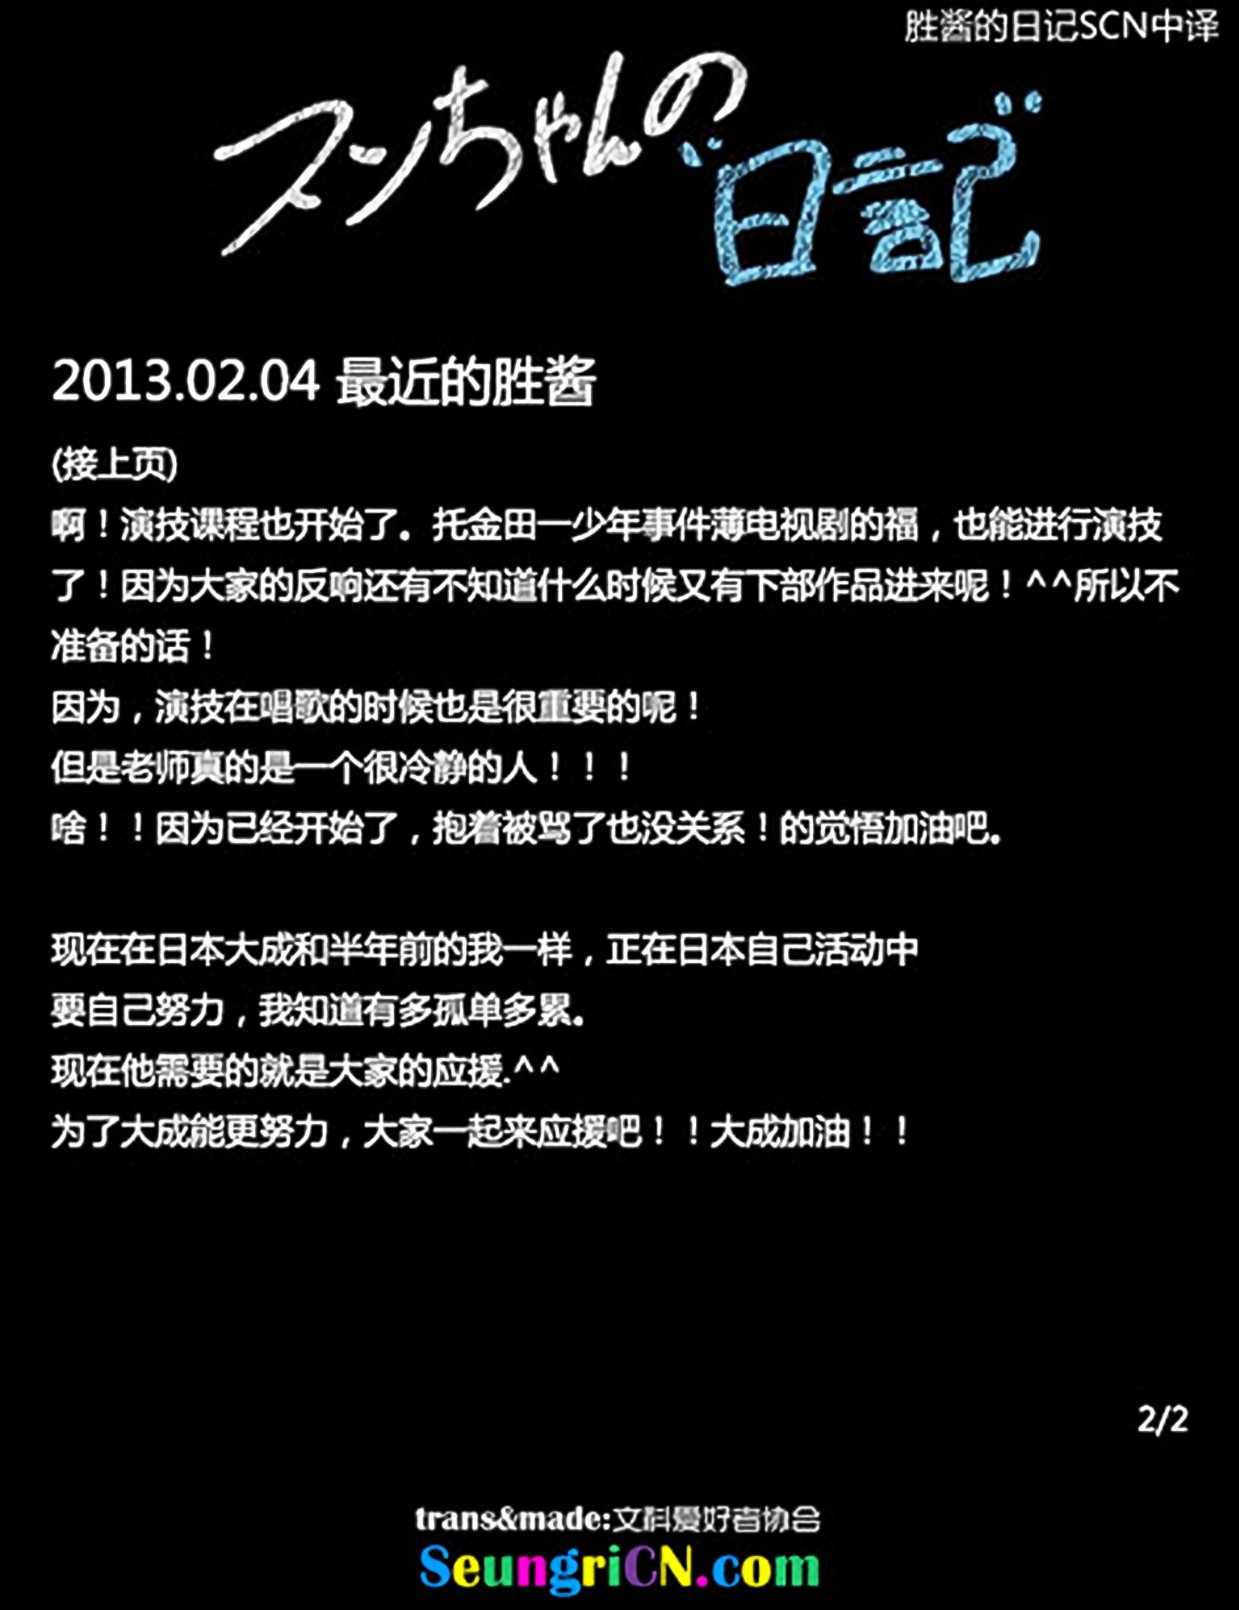 胜酱的日记SCN中译
スンちゃんの
日記
2013.02.04 最近的胜酱
(接上页)
啊！演技课程也开始了。托金田一少年事件薄电视剧的福，也能进行演技
了！因为大家的反响还有不知道什么时候又有下部作品进来呢！^^所以不
准备的话！
因为，演技在唱歌的时候也是很重要的呢！
但是老师真的是一个很冷静的人！！！
啥！！因为已经开始了，抱着被骂了也没关系！的觉悟加油吧。
现在在日本大成和半年前的我一样，正在日本自己活动中
要自己努力，我知道有多孤单多累。
现在他需要的就是大家的应援.^^
为了大成能更努力，大家一起来应援吧！！大成加油！！
2/2
trans&made:文科爱好者协会
SeungriCN.com